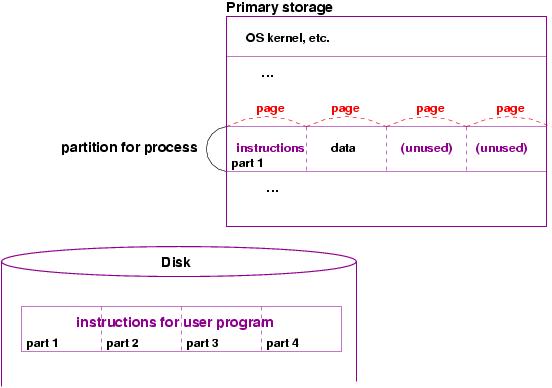 Primary storage
OS kernel, etc.
...
page page page page
partition for process
instructions data (unused) (unused)
part 1
...
Disk
instructions for user program
part 1 part 2 part 3 part 4